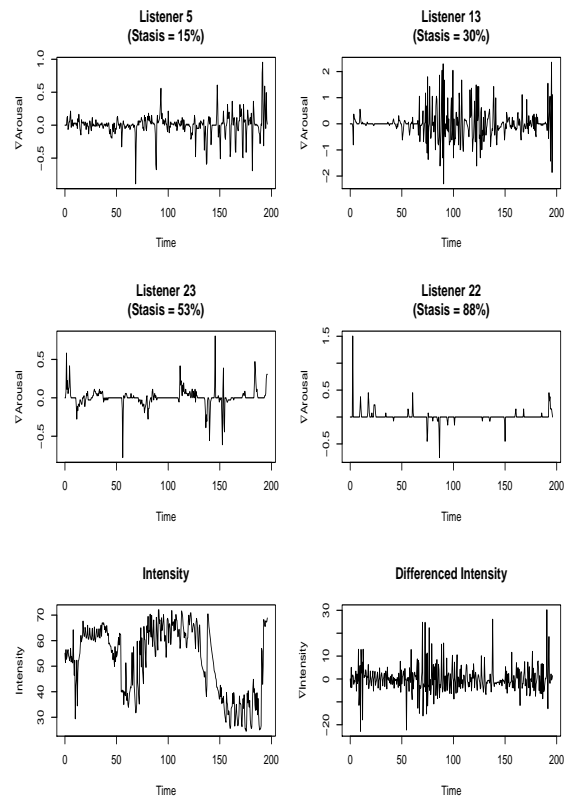 Listener 5
(Stasis = 15%)
∇Arousal
1.0
0.5
0.0
−0.5
0 50 100 150 200
Time
Listener 13
(Stasis = 30%)
∇Arousal
2
1
0
−1
−2
0 50 100 150 200
Time
Listener 23
(Stasis = 53%)
∇Arousal
0.5
0.0
−0.5
0 50 100 150 200
Time
Listener 22
(Stasis = 88%)
∇Arousal
1.5
0.5
−0.5
0 50 100 150 200
Time
Intensity
Intensity
70
60
50
40
30
0 50 100 150 200
Time
Differenced Intensity
∇Intensity
30
10
0
−20
0 50 100 150 200
Time